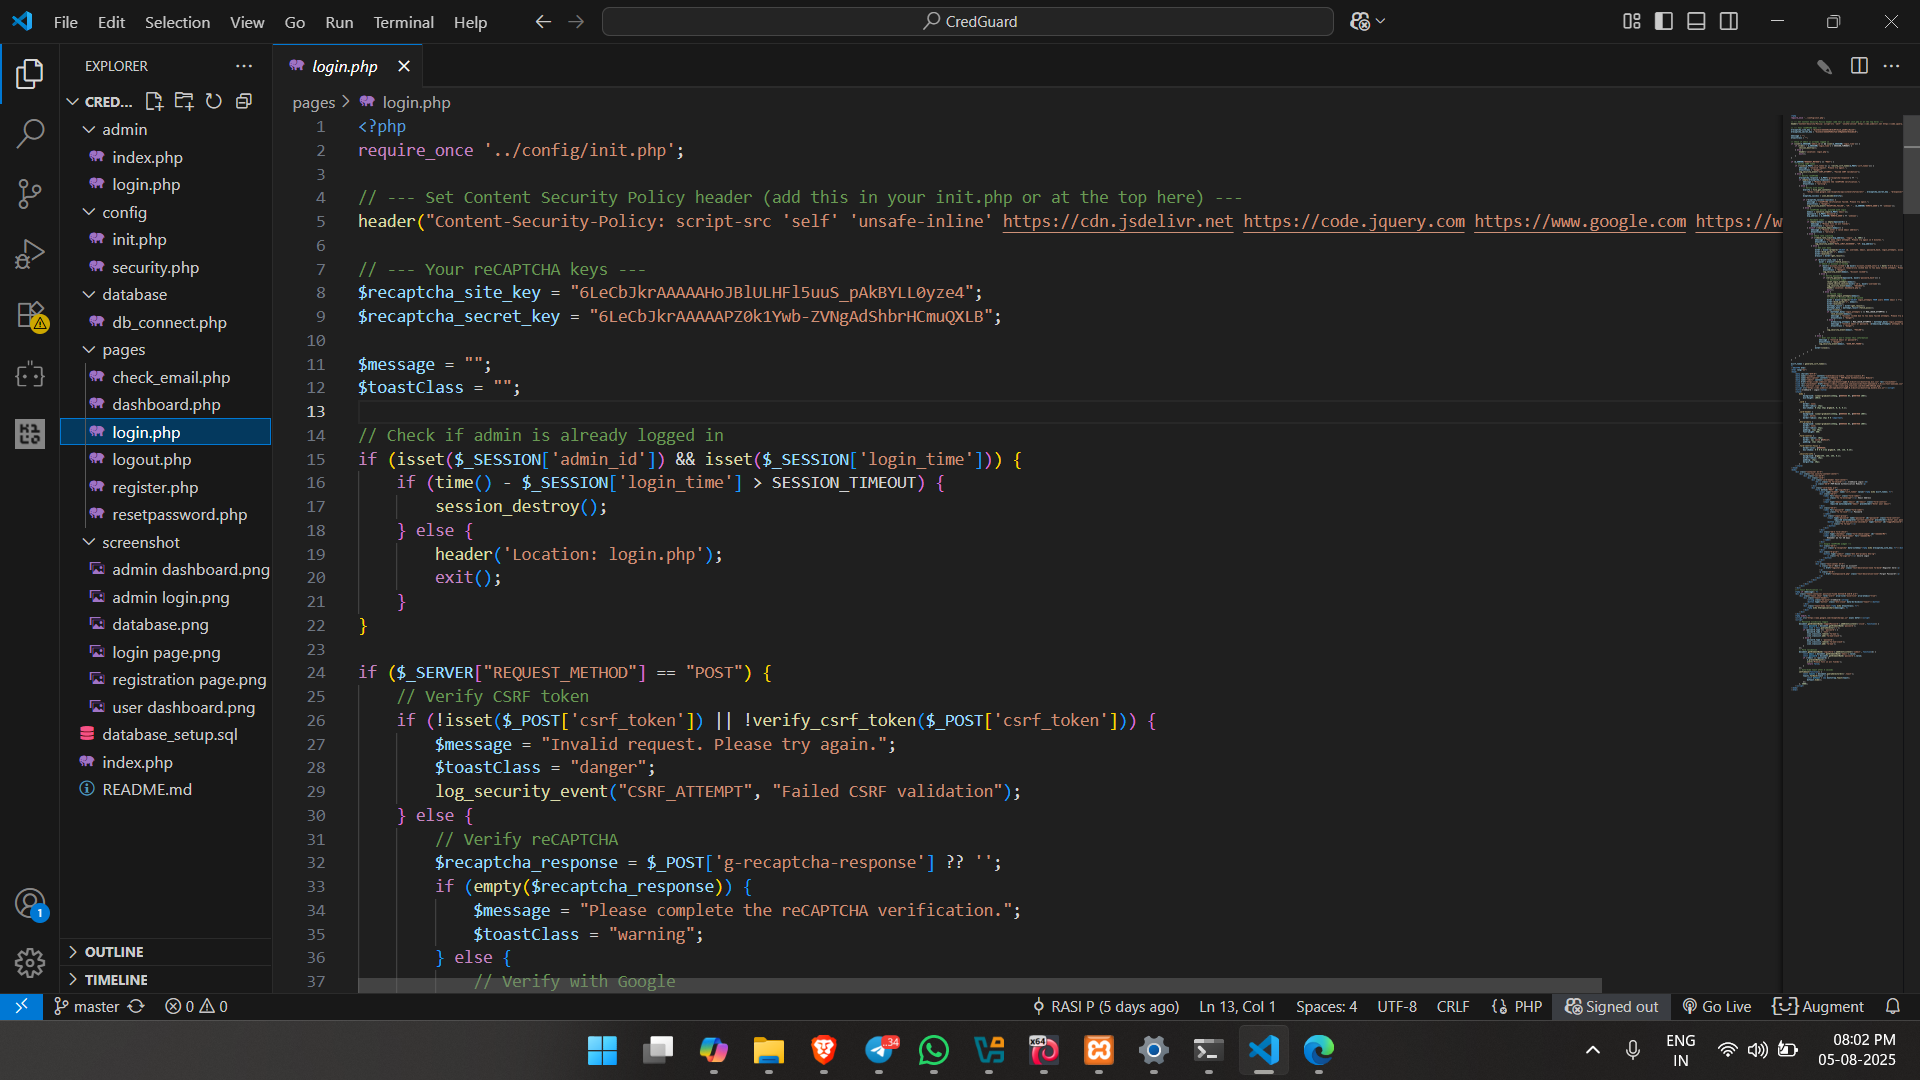 File Edit Selection View Go Run Terminal Help
CredGuard
EXPLORER
CRED...
admin
index.php
login.php
config
init.php
security.php
database
db_connect.php
pages
check_email.php
dashboard.php
login.php
logout.php
register.php
resetpassword.php
screenshot
admin dashboard.png
admin login.png
database.png
login page.png
registration page.png
user dashboard.png
database_setup.sql
index.php
README.md
OUTLINE
TIMELINE
1
login.php
pages > login.php
1 <?php
2 require_once '../config/init.php';
3
4 // --- Set Content Security Policy header (add this in your init.php or at the top here) ---
5 header("Content-Security-Policy: script-src 'self' 'unsafe-inline' https://cdn.jsdelivr.net https://code.jquery.com https://www.google.com https://w
6
7 // --- Your reCAPTCHA keys ---
8 $recaptcha_site_key = "6LeCbJkrAAAAAHoJBlULHFl5uuS_pAkBYLL0yze4";
9 $recaptcha_secret_key = "6LeCbJkrAAAAAPZ0k1Ywb-ZVNgAdShbrHCmuQXLB";
10
11 $message = "";
12 $toastClass = "";
13
14 // Check if admin is already logged in
15 if (isset($_SESSION['admin_id']) && isset($_SESSION['login_time'])) {
16 if (time() - $_SESSION['login_time'] > SESSION_TIMEOUT) {
17 session_destroy();
18 } else {
19 header('Location: login.php');
20 exit();
21 }
22 }
23
24 if ($_SERVER["REQUEST_METHOD"] == "POST") {
25 // Verify CSRF token
26 if (!isset($_POST['csrf_token']) || !verify_csrf_token($_POST['csrf_token'])) {
27 $message = "Invalid request. Please try again.";
28 $toastClass = "danger";
29 log_security_event("CSRF_ATTEMPT", "Failed CSRF validation");
30 } else {
31 // Verify reCAPTCHA
32 $recaptcha_response = $_POST['g-recaptcha-response'] ?? '';
33 if (empty($recaptcha_response)) {
34 $message = "Please complete the reCAPTCHA verification.";
35 $toastClass = "warning";
36 } else {
37 // Verify with Google
master 0 0 RASI P (5 days ago) Ln 13, Col 1 Spaces: 4 UTF-8 CRLF PHP Signed out Go Live Augment
..34
x64
ENG
IN
08:02 PM
05-08-2025